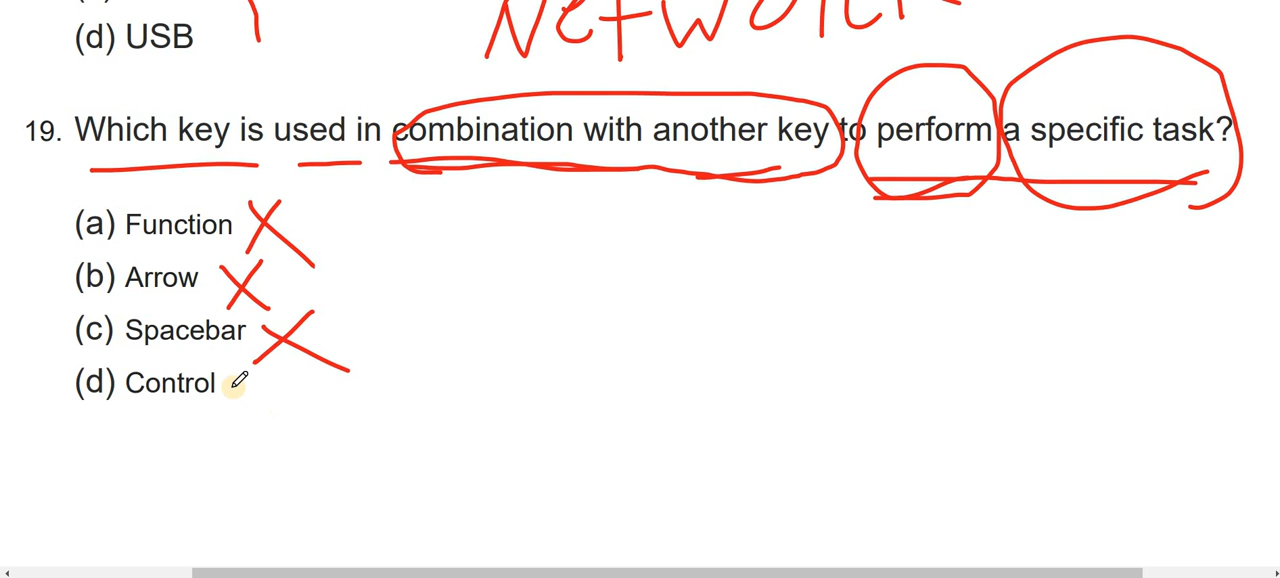 (d) USB
Network
19. Which key is used in combination with another key to perform a specific task?
(a) Function
(b) Arrow
(c) Spacebar
(d) Control